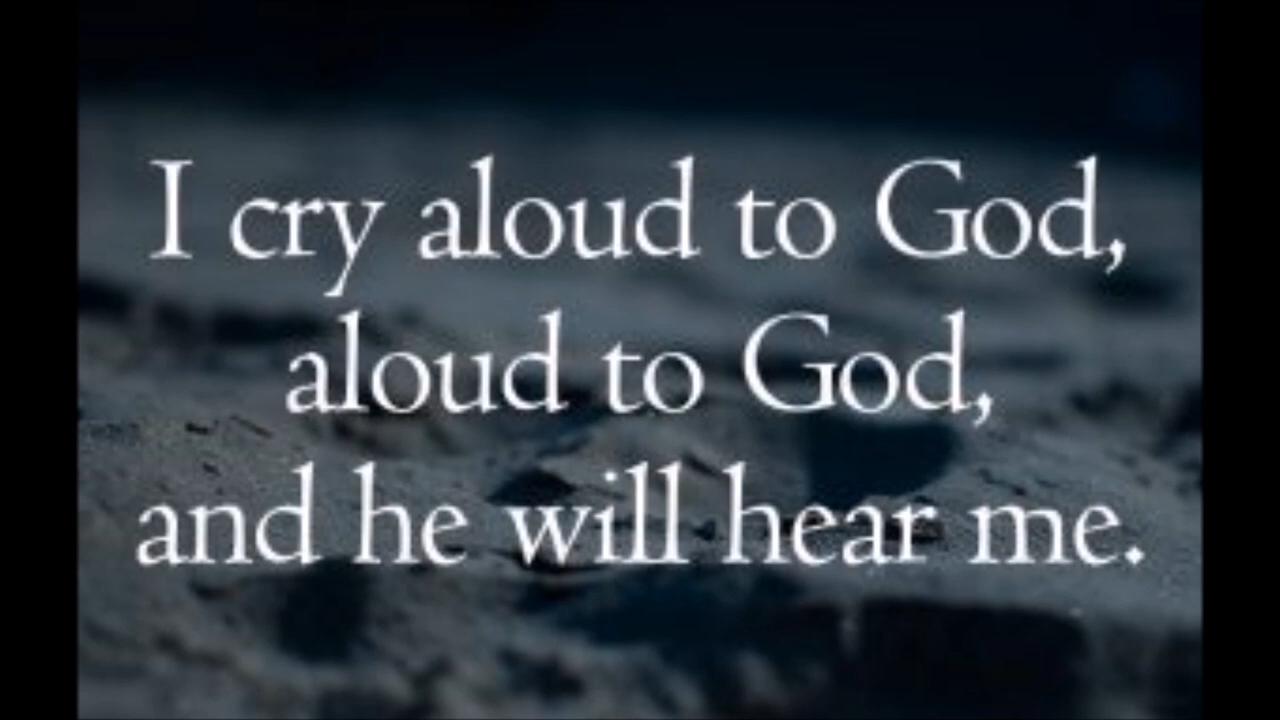 I cry aloud to God,
aloud to God,
and he will hear me.